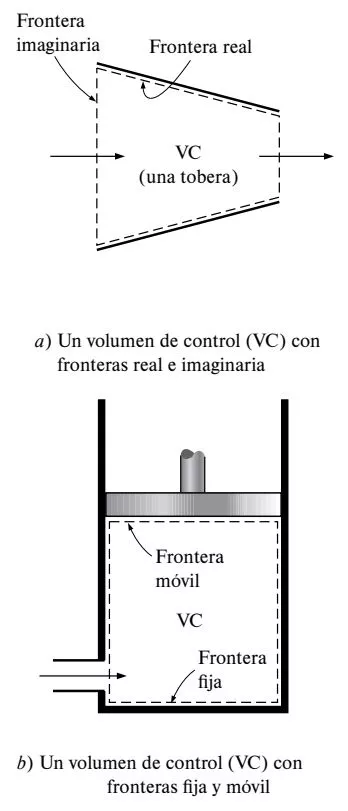 Frontera
imaginaria
Frontera real
VC
(una tobera)
a) Un volumen de control (VC) con
fronteras real e imaginaria
Frontera
móvil
VC
Frontera
fija
b) Un volumen de control (VC) con
fronteras fija y móvil